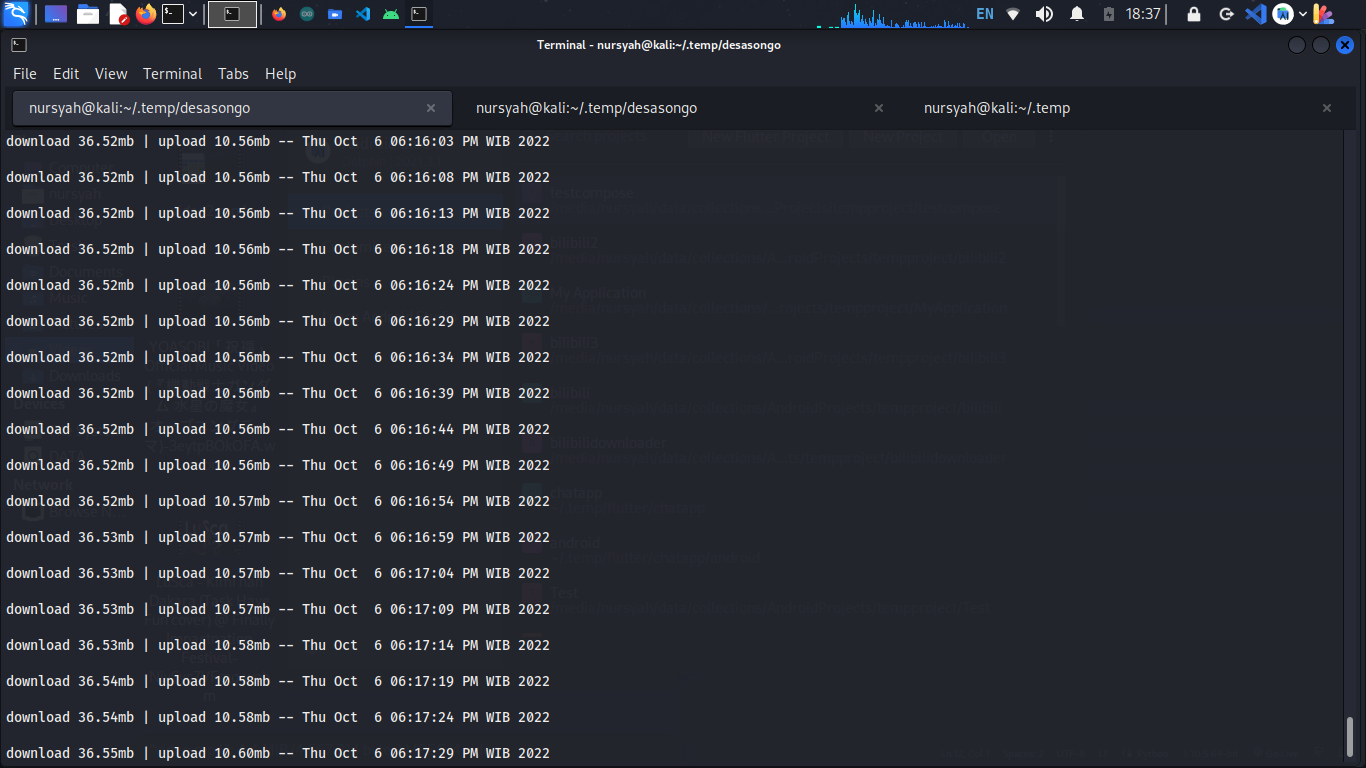 EN 18:37
Terminal - nursyah@kali:~/.temp/desasongo
File Edit View Terminal Tabs Help
nursyah@kali:~/.temp/desasongo nursyah@kali:~/.temp/desasongo nursyah@kali:~/.temp
download 36.52mb | upload 10.56mb -- Thu Oct  6 06:16:03 PM WIB 2022
download 36.52mb | upload 10.56mb -- Thu Oct  6 06:16:08 PM WIB 2022
download 36.52mb | upload 10.56mb -- Thu Oct  6 06:16:13 PM WIB 2022
download 36.52mb | upload 10.56mb -- Thu Oct  6 06:16:18 PM WIB 2022
download 36.52mb | upload 10.56mb -- Thu Oct  6 06:16:24 PM WIB 2022
download 36.52mb | upload 10.56mb -- Thu Oct  6 06:16:29 PM WIB 2022
download 36.52mb | upload 10.56mb -- Thu Oct  6 06:16:34 PM WIB 2022
download 36.52mb | upload 10.56mb -- Thu Oct  6 06:16:39 PM WIB 2022
download 36.52mb | upload 10.56mb -- Thu Oct  6 06:16:44 PM WIB 2022
download 36.52mb | upload 10.56mb -- Thu Oct  6 06:16:49 PM WIB 2022
download 36.52mb | upload 10.57mb -- Thu Oct  6 06:16:54 PM WIB 2022
download 36.53mb | upload 10.57mb -- Thu Oct  6 06:16:59 PM WIB 2022
download 36.53mb | upload 10.57mb -- Thu Oct  6 06:17:04 PM WIB 2022
download 36.53mb | upload 10.57mb -- Thu Oct  6 06:17:09 PM WIB 2022
download 36.53mb | upload 10.58mb -- Thu Oct  6 06:17:14 PM WIB 2022
download 36.54mb | upload 10.58mb -- Thu Oct  6 06:17:19 PM WIB 2022
download 36.54mb | upload 10.58mb -- Thu Oct  6 06:17:24 PM WIB 2022
download 36.55mb | upload 10.60mb -- Thu Oct  6 06:17:29 PM WIB 2022